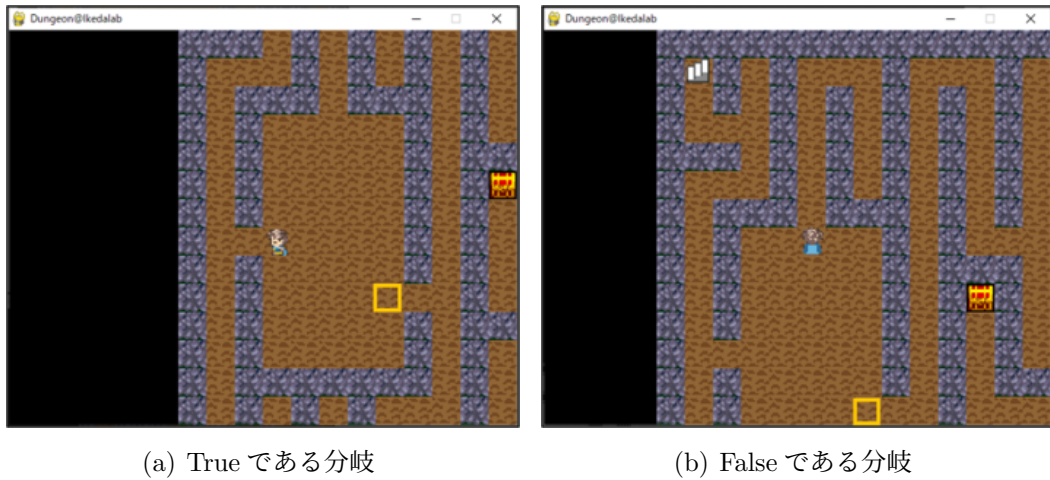 Dungeon@Ikedalab
Dungeon@Ikedalab
(a) True である分岐
(b) False である分岐